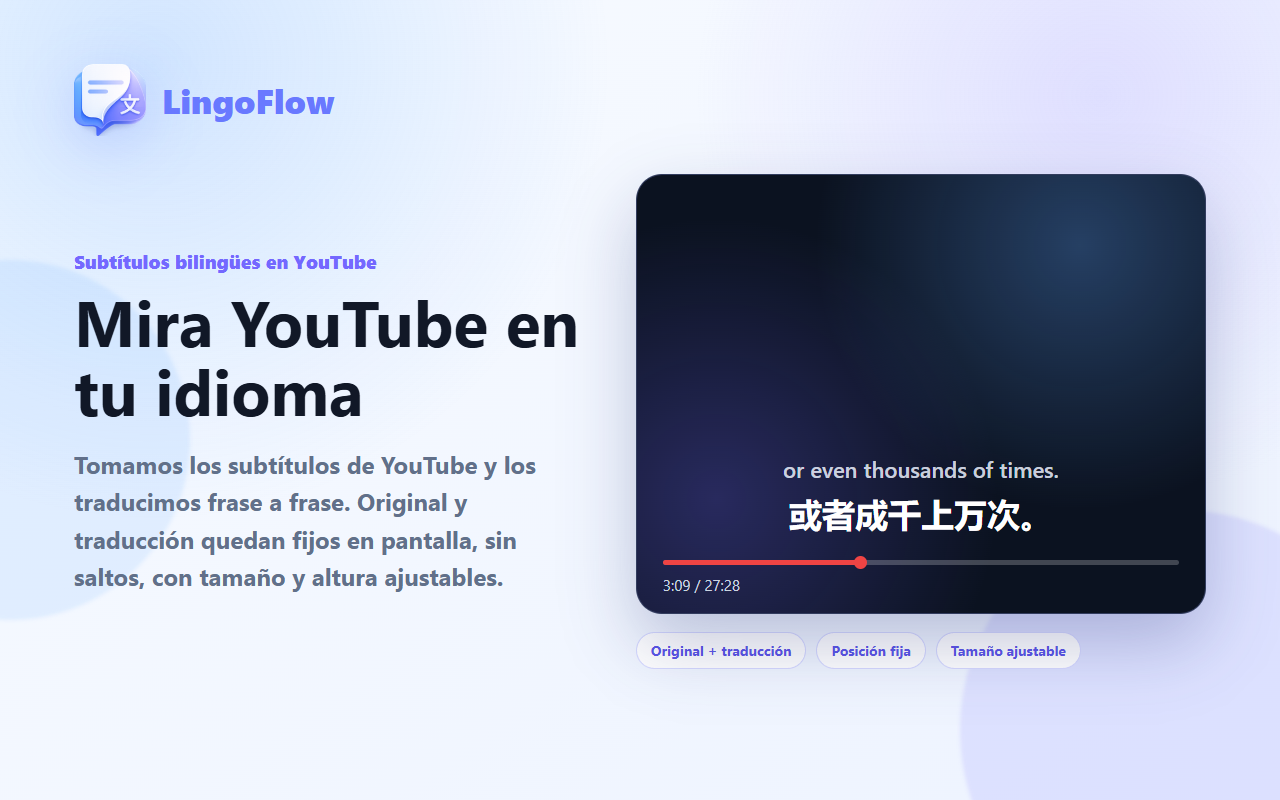 文
LingoFlow
Subtítulos bilingües en YouTube
Mira YouTube en
tu idioma
Tomamos los subtítulos de YouTube y los
traducimos frase a frase. Original y
traducción quedan fijos en pantalla, sin
saltos, con tamaño y altura ajustables.
or even thousands of times.
或者成千上万次。
3:09 / 27:28
Original + traducción
Posición fija
Tamaño ajustable